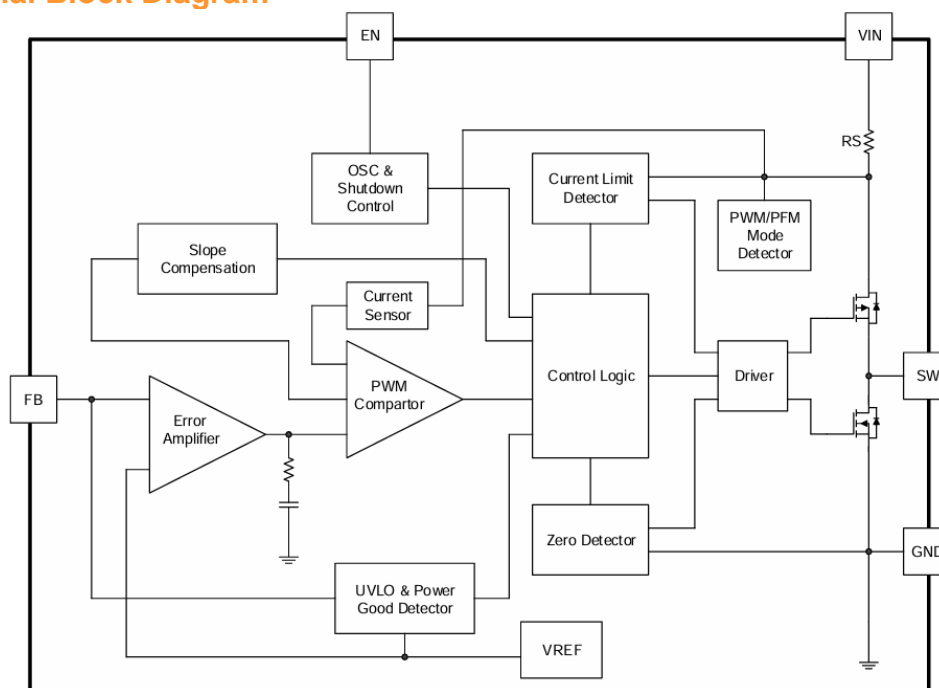 Block Diagram
EN
VIN
RS
OSC &
Shutdown
Control
Current Limit
Detector
PWM/PFM
Mode
Detector
Slope
Compensation
Current
Sensor
FB
Error
Amplifier
PWM
Compartor
Control Logic
Driver
SW
Zero Detector
GND
UVLO & Power
Good Detector
VREF